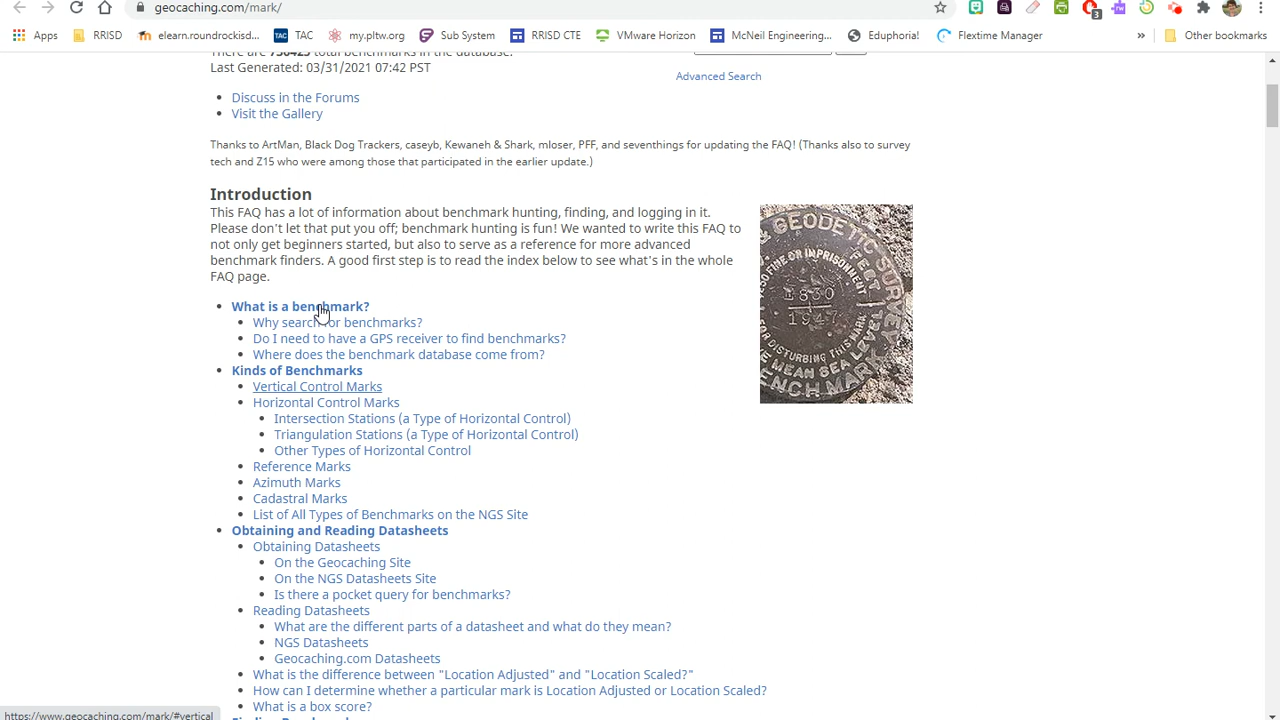 geocaching.com/mark/
3
Apps
RRISD
elearn.roundrockisd...
TAC
TAC
my.pltw.org
Sub System
RRISD CTE
VMware Horizon
McNeil Engineering...
Eduphoria!
Flextime Manager
»
Other bookmarks
There are 736425 total benchmarks in the database.
Last Generated: 03/31/2021 07:42 PST
Advanced Search
Discuss in the Forums
Visit the Gallery
Thanks to ArtMan, Black Dog Trackers, caseyb, Kewaneh & Shark, mloser, PFF, and seventhings for updating the FAQ! (Thanks also to survey
tech and Z15 who were among those that participated in the earlier update.)
Introduction
This FAQ has a lot of information about benchmark hunting, finding, and logging in it.
Please don't let that put you off; benchmark hunting is fun! We wanted to write this FAQ to
not only get beginners started, but also to serve as a reference for more advanced
benchmark finders. A good first step is to read the index below to see what's in the whole
FAQ page.
& GEODETIC SURVEY
$250 FINE OR IMPRISONMENT
FEET
E830
1947
FOR DISTURBING THIS MARK
LEVEL
MEAN SEA
BENCH MARK
What is a benchmark?
Why search for benchmarks?
Do I need to have a GPS receiver to find benchmarks?
Where does the benchmark database come from?
Kinds of Benchmarks
Vertical Control Marks
Horizontal Control Marks
Intersection Stations (a Type of Horizontal Control)
Triangulation Stations (a Type of Horizontal Control)
Other Types of Horizontal Control
Reference Marks
Azimuth Marks
Cadastral Marks
List of All Types of Benchmarks on the NGS Site
Obtaining and Reading Datasheets
Obtaining Datasheets
On the Geocaching Site
On the NGS Datasheets Site
Is there a pocket query for benchmarks?
Reading Datasheets
What are the different parts of a datasheet and what do they mean?
NGS Datasheets
Geocaching.com Datasheets
What is the difference between "Location Adjusted" and "Location Scaled?"
How can I determine whether a particular mark is Location Adjusted or Location Scaled?
What is a box score?
https://www.geocaching.com/mark/#vertical